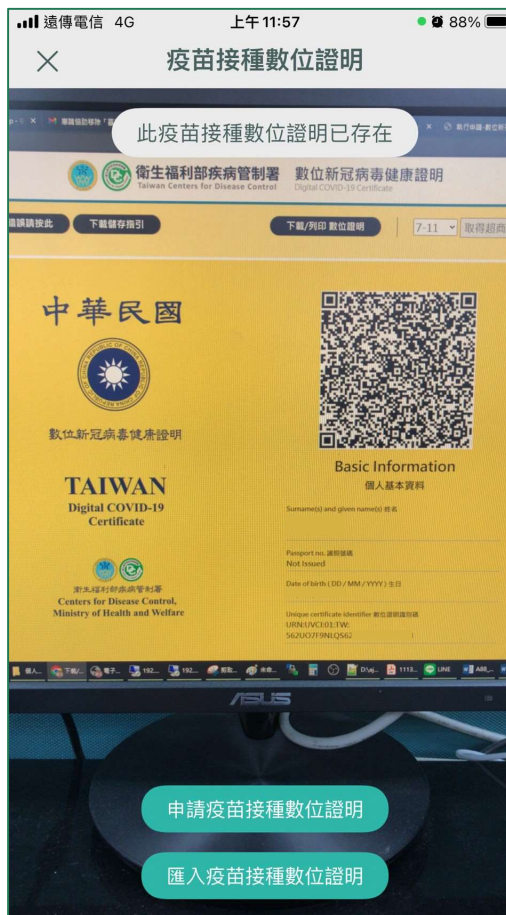 遠傳電信 4G 上午11:57 88%
疫苗接種數位證明
此疫苗接種數位證明已存在
衛生福利部疾病管制署
Taiwan Centers for Disease Control
數位新冠病毒健康證明
Digital COVID-19 Certificate
下載儲存指引
下載/列印 數位證明
7-11
中華民國
數位新冠病毒健康證明
TAIWAN
Digital COVID-19
Certificate
衛生福利部疾病管制署
Centers for Disease Control,
Ministry of Health and Welfare
Basic Information
個人基本資料
Surname(s) and given name(s) 姓名
Passport no. 護照號碼
Not Issued
Date of birth ( DD / MM / YYYY ) 生日
Unique certificate identifier 數位證明識別碼
URN:UVCI:01:TW:
LINE
ASUS
申請疫苗接種數位證明
匯入疫苗接種數位證明